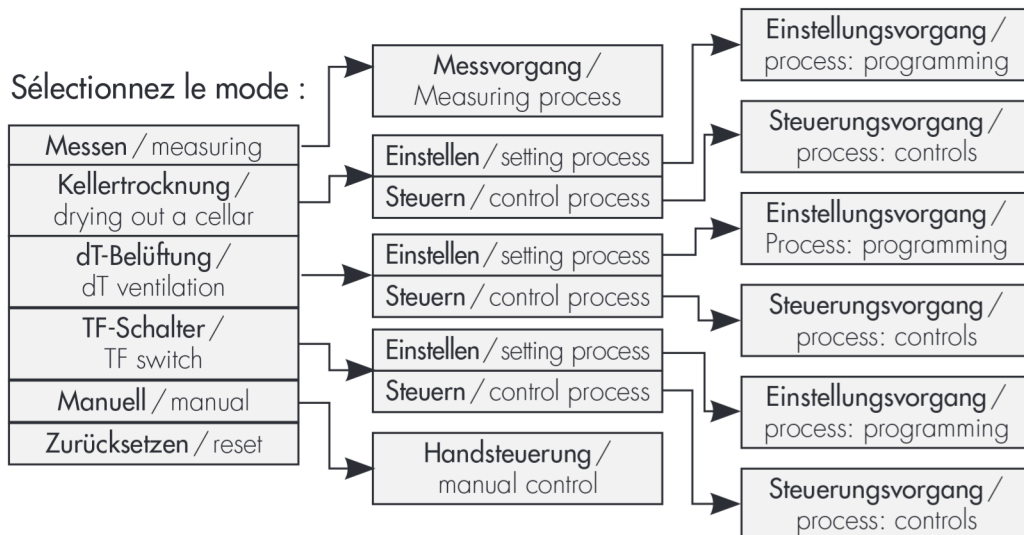 Sélectionnez le mode :
Messen / measuring
Kellertrocknung /
drying out a cellar
dT-Belüftung /
dT ventilation
TF-Schalter /
TF switch
Manuell / manual
Zurücksetzen / reset
Messvorgang /
Measuring process
Einstellen / setting process
Steuern / control process
Einstellen / setting process
Steuern / control process
Einstellen / setting process
Steuern / control process
Handsteuerung /
manual control
Einstellungsvorgang /
process: programming
Steuerungsvorgang /
process: controls
Einstellungsvorgang /
Process: programming
Steuerungsvorgang /
process: controls
Einstellungsvorgang /
process: programming
Steuerungsvorgang /
process: controls